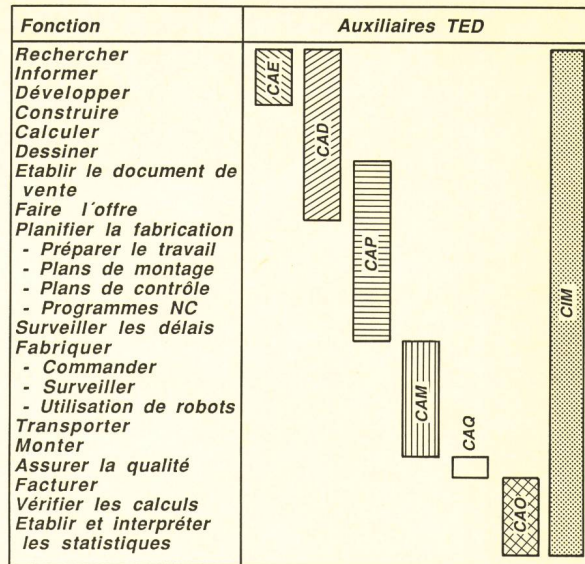 Fonction
Auxiliaires TED
Rechercher
Informer
Développer
Construire
Calculer
Dessiner
Etablir le document de
vente
Faire l´offre
Planifier la fabrication
- Préparer le travail
- Plans de montage
- Plans de contrôle
- Programmes NC
Surveiller les délais
Fabriquer
- Commander
- Surveiller
- Utilisation de robots
Transporter
Monter
Assurer la qualité
Facturer
Vérifier les calculs
Etablir et interpréter
les statistiques
CAE
CAD
CAP
CAM
CAQ
CAO
CIM